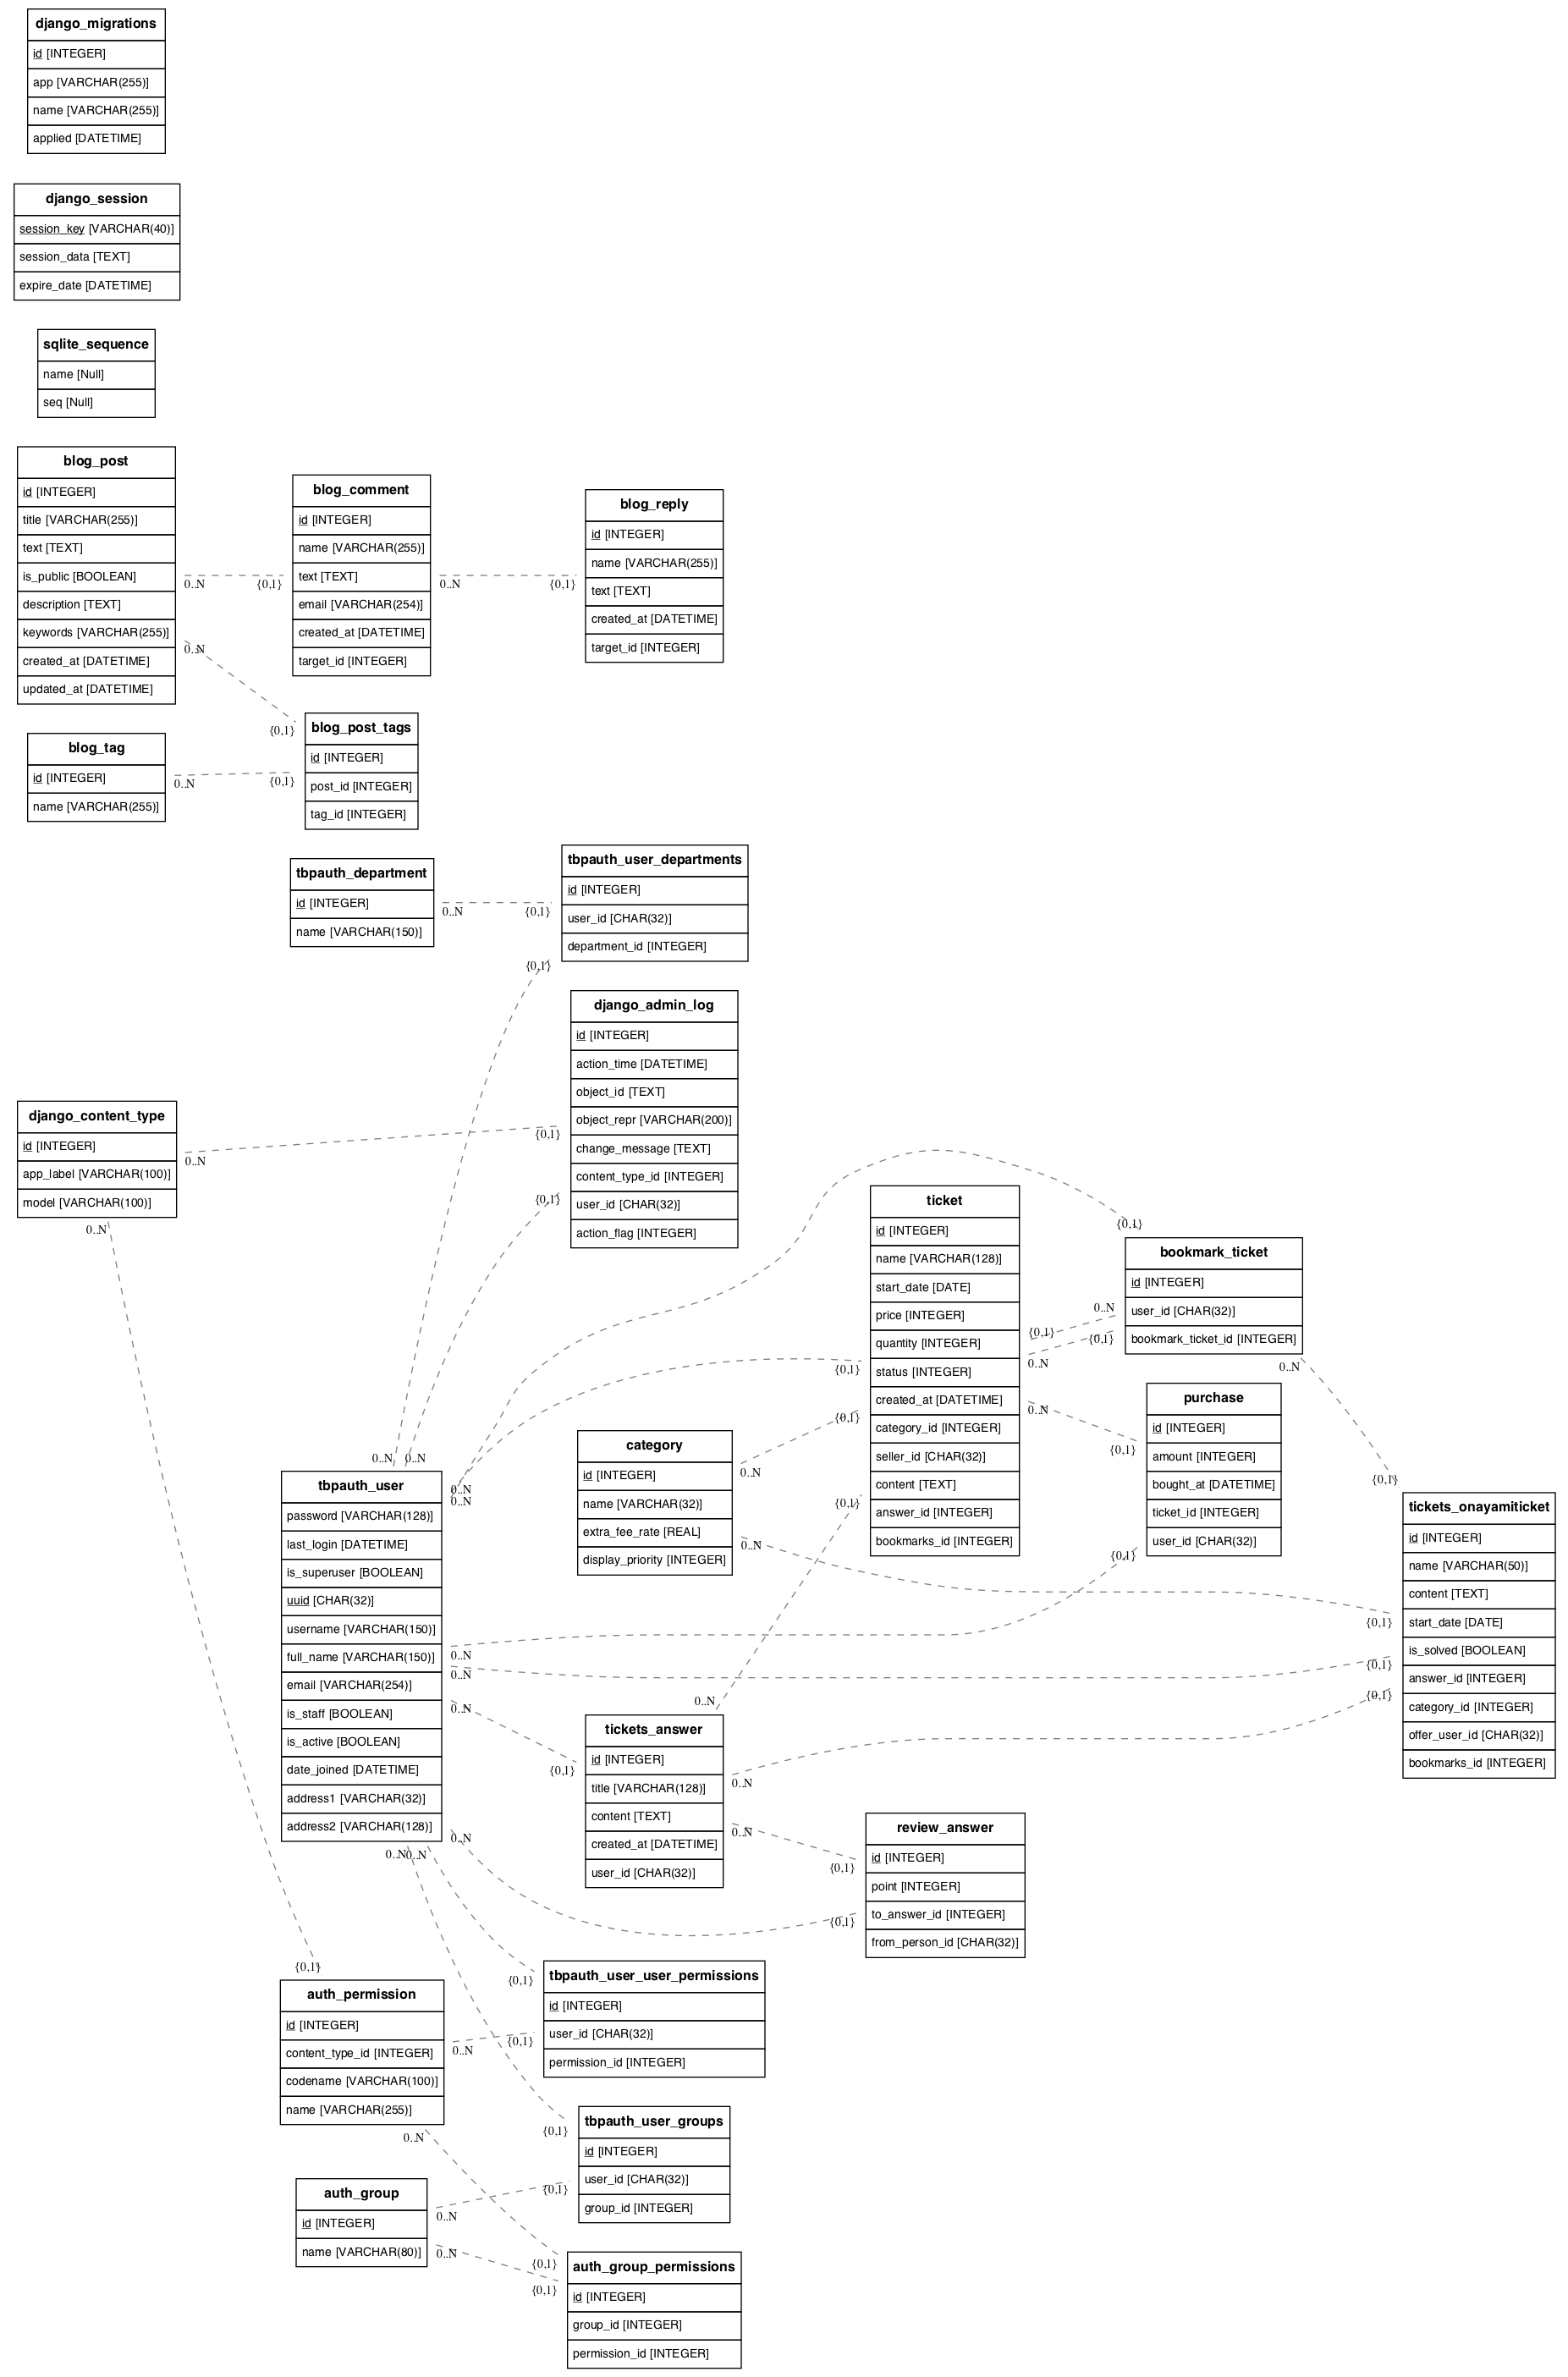 django_migrations
id [INTEGER]
app [VARCHAR(255)]
name [VARCHAR(255)]
applied [DATETIME]
django_session
session_key [VARCHAR(40)]
session_data [TEXT]
expire_date [DATETIME]
sqlite_sequence
name [Null]
seq [Null]
blog_post
id [INTEGER]
title [VARCHAR(255)]
text [TEXT]
is_public [BOOLEAN]
description [TEXT]
keywords [VARCHAR(255)]
created_at [DATETIME]
updated_at [DATETIME]
0..N
{0,1}
0..N
{0,1}
blog_comment
id [INTEGER]
name [VARCHAR(255)]
text [TEXT]
email [VARCHAR(254)]
created_at [DATETIME]
target_id [INTEGER]
0..N
{0,1}
blog_reply
id [INTEGER]
name [VARCHAR(255)]
text [TEXT]
created_at [DATETIME]
target_id [INTEGER]
blog_tag
id [INTEGER]
name [VARCHAR(255)]
0..N
{0,1}
blog_post_tags
id [INTEGER]
post_id [INTEGER]
tag_id [INTEGER]
tbpauth_department
id [INTEGER]
name [VARCHAR(150)]
0..N
{0,1}
tbpauth_user_departments
id [INTEGER]
user_id [CHAR(32)]
department_id [INTEGER]
{0,1}
django_admin_log
id [INTEGER]
action_time [DATETIME]
object_id [TEXT]
object_repr [VARCHAR(200)]
change_message [TEXT]
content_type_id [INTEGER]
user_id [CHAR(32)]
action_flag [INTEGER]
{0,1}
{0,1}
django_content_type
id [INTEGER]
app_label [VARCHAR(100)]
model [VARCHAR(100)]
0..N
0..N
ticket
id [INTEGER]
name [VARCHAR(128)]
start_date [DATE]
price [INTEGER]
quantity [INTEGER]
status [INTEGER]
created_at [DATETIME]
category_id [INTEGER]
seller_id [CHAR(32)]
content [TEXT]
answer_id [INTEGER]
bookmarks_id [INTEGER]
{0,1}
{0,1}
{0,1}
{0,1}
0..N
0..N
{0,1}
0..N
{0,1}
{0,1}
bookmark_ticket
id [INTEGER]
user_id [CHAR(32)]
bookmark_ticket_id [INTEGER]
0..N
{0,1}
purchase
id [INTEGER]
amount [INTEGER]
bought_at [DATETIME]
ticket_id [INTEGER]
user_id [CHAR(32)]
{0,1}
category
id [INTEGER]
name [VARCHAR(32)]
extra_fee_rate [REAL]
display_priority [INTEGER]
0..N
0..N
tickets_onayamiticket
id [INTEGER]
name [VARCHAR(50)]
content [TEXT]
start_date [DATE]
is_solved [BOOLEAN]
answer_id [INTEGER]
category_id [INTEGER]
offer_user_id [CHAR(32)]
bookmarks_id [INTEGER]
{0,1}
{0,1}
{0,1}
0..N
0..N
tbpauth_user
password [VARCHAR(128)]
last_login [DATETIME]
is_superuser [BOOLEAN]
uuid [CHAR(32)]
username [VARCHAR(150)]
full_name [VARCHAR(150)]
email [VARCHAR(254)]
is_staff [BOOLEAN]
is_active [BOOLEAN]
date_joined [DATETIME]
address1 [VARCHAR(32)]
address2 [VARCHAR(128)]
0..N
0..N
0..N
0..N
0..N
0..N
0..N
0..N
0..N
tickets_answer
id [INTEGER]
title [VARCHAR(128)]
content [TEXT]
created_at [DATETIME]
user_id [CHAR(32)]
{0,1}
0..N
0..N
{0,1}
{0,1}
review_answer
id [INTEGER]
point [INTEGER]
to_answer_id [INTEGER]
from_person_id [CHAR(32)]
tbpauth_user_user_permissions
id [INTEGER]
user_id [CHAR(32)]
permission_id [INTEGER]
{0,1}
{0,1}
{0,1}
auth_permission
id [INTEGER]
content_type_id [INTEGER]
codename [VARCHAR(100)]
name [VARCHAR(255)]
0..N
0..N
tbpauth_user_groups
id [INTEGER]
user_id [CHAR(32)]
group_id [INTEGER]
{0,1}
{0,1}
auth_group
id [INTEGER]
name [VARCHAR(80)]
0..N
0..N
{0,1}
{0,1}
auth_group_permissions
id [INTEGER]
group_id [INTEGER]
permission_id [INTEGER]